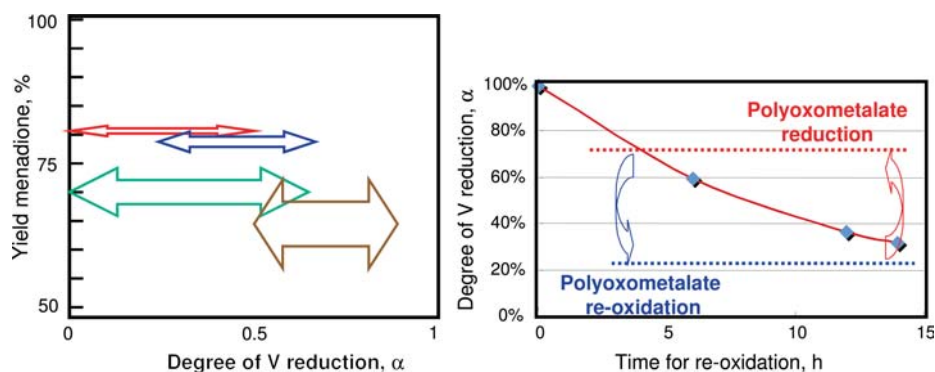 100
75
50
Yield menadione, %
0
0.5
1
Degree of V reduction, α
100%
80%
60%
40%
20%
0%
Degree of V reduction, α
Polyoxometalate
reduction
Polyoxometalate
re-oxidation
0
5
10
15
Time for re-oxidation, h